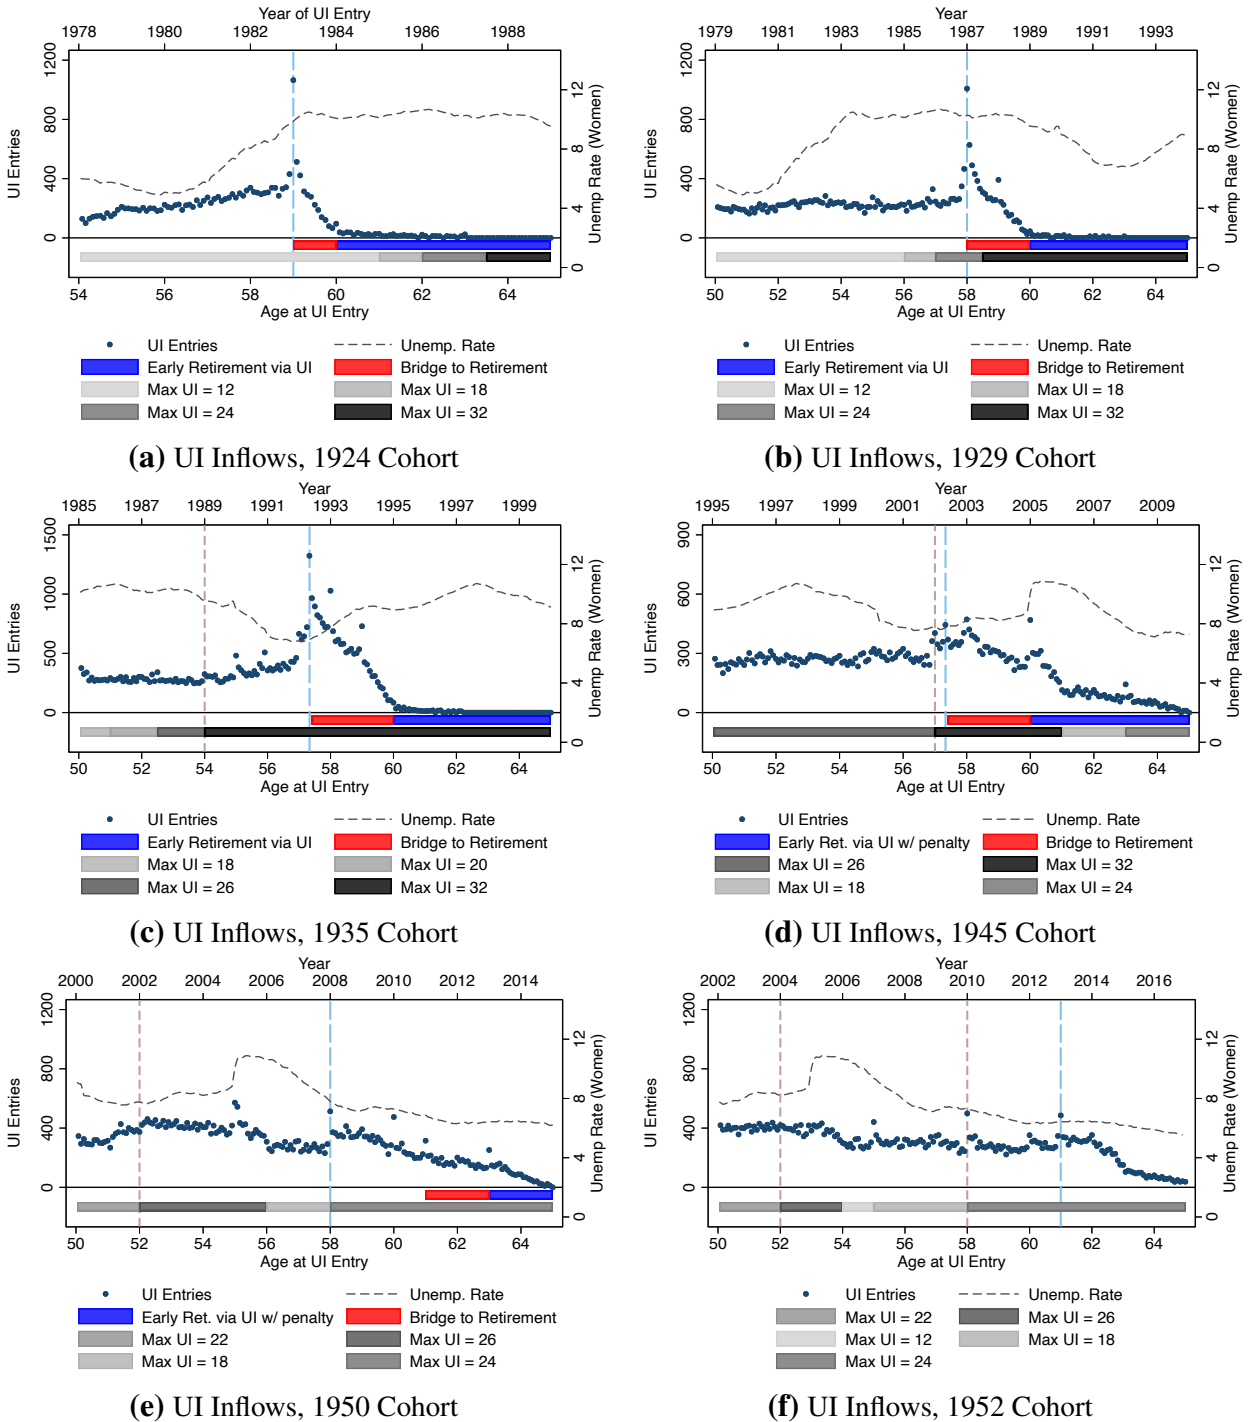 Year of UI Entry
1978 1980 1982 1984 1986 1988
UI Entries
0 400 800 1200
Unemp Rate (Women)
0 4 8 12
54 56 58 60 62 64
Age at UI Entry
UI Entries
Unemp. Rate
Early Retirement via UI
Bridge to Retirement
Max UI = 12
Max UI = 18
Max UI = 24
Max UI = 32
(a) UI Inflows, 1924 Cohort
Year
1979 1981 1983 1985 1987 1989 1991 1993
UI Entries
0 400 800 1200
Unemp Rate (Women)
0 4 8 12
50 52 54 56 58 60 62 64
Age at UI Entry
UI Entries
Unemp. Rate
Early Retirement via UI
Bridge to Retirement
Max UI = 12
Max UI = 18
Max UI = 24
Max UI = 32
(b) UI Inflows, 1929 Cohort
Year
1985 1987 1989 1991 1993 1995 1997 1999
UI Entries
0 500 1000 1500
Unemp Rate (Women)
0 4 8 12
50 52 54 56 58 60 62 64
Age at UI Entry
UI Entries
Unemp. Rate
Early Retirement via UI
Bridge to Retirement
Max UI = 18
Max UI = 20
Max UI = 26
Max UI = 32
(c) UI Inflows, 1935 Cohort
Year
1995 1997 1999 2001 2003 2005 2007 2009
UI Entries
0 300 600 900
Unemp Rate (Women)
0 4 8 12
50 52 54 56 58 60 62 64
Age at UI Entry
UI Entries
Unemp. Rate
Early Ret. via UI w/ penalty
Bridge to Retirement
Max UI = 26
Max UI = 32
Max UI = 18
Max UI = 24
(d) UI Inflows, 1945 Cohort
Year
2000 2002 2004 2006 2008 2010 2012 2014
UI Entries
0 400 800 1200
Unemp Rate (Women)
0 4 8 12
50 52 54 56 58 60 62 64
Age at UI Entry
UI Entries
Unemp. Rate
Early Ret. via UI w/ penalty
Bridge to Retirement
Max UI = 22
Max UI = 26
Max UI = 18
Max UI = 24
(e) UI Inflows, 1950 Cohort
Year
2002 2004 2006 2008 2010 2012 2014 2016
UI Entries
0 400 800 1200
Unemp Rate (Women)
0 4 8 12
50 52 54 56 58 60 62 64
Age at UI Entry
UI Entries
Unemp. Rate
Max UI = 22
Max UI = 26
Max UI = 12
Max UI = 18
Max UI = 24
(f) UI Inflows, 1952 Cohort